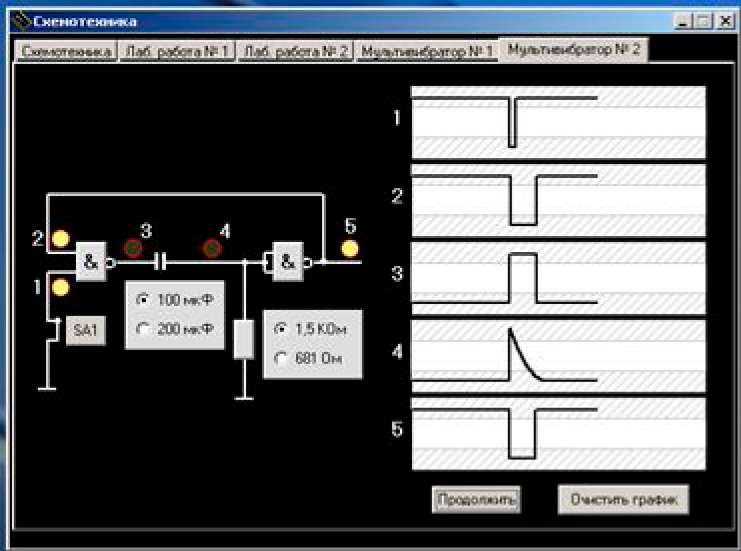 Схемотехника
Схемотехника Лаб. работа № 1 Лаб. работа № 2 Мультивибратор № 1 Мультивибратор № 2
1
2
3
4
5
2
3
4
5
&
&
1
SA1
100 мкФ
200 мкФ
1,5 КОм
681 Ом
Продолжить
Очистить график